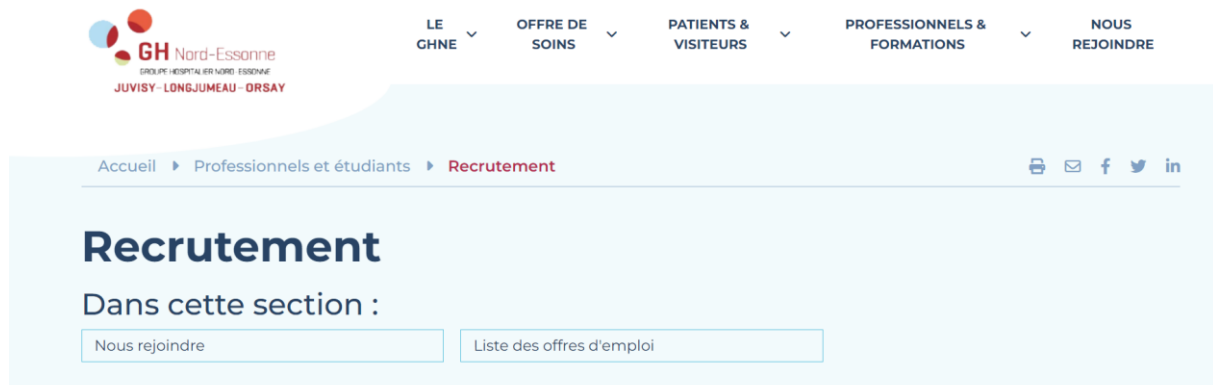 GH Nord-Essonne
GROUPE HOSPITALIER NORD-ESSONNE
JUVISY-LONGJUMEAU-ORSAY
LE
GHNE
OFFRE DE
SOINS
PATIENTS &
VISITEURS
PROFESSIONNELS &
FORMATIONS
NOUS
REJOINDRE
Accueil Professionnels et étudiants Recrutement
Recrutement
Dans cette section :
Nous rejoindre
Liste des offres d'emploi